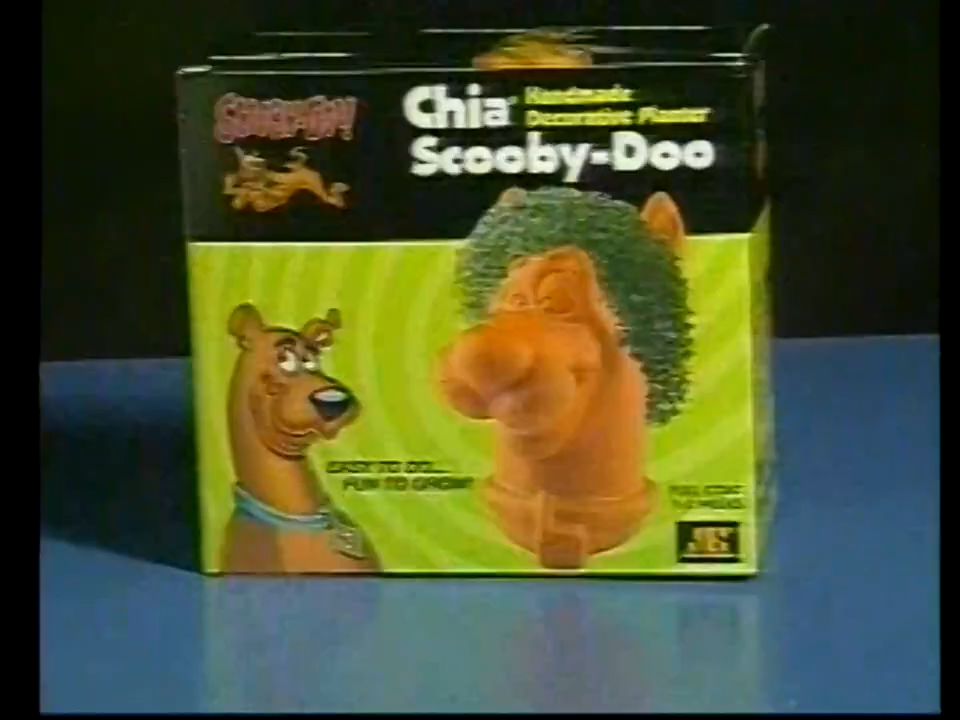 SCOOBY-DOO!
Chia® Handmade
Decorative Planter
Scooby-Doo
EASY TO DO...
FUN TO GROW!